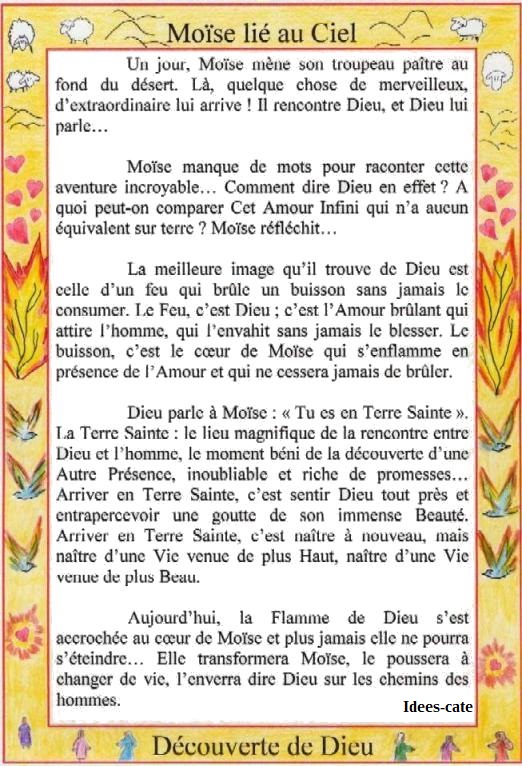 Moïse lié au Ciel
Un jour, Moïse mène son troupeau paître au
fond du désert. Là, quelque chose de merveilleux,
d'extraordinaire lui arrive ! Il rencontre Dieu, et Dieu lui
parle…
Moïse manque de mots pour raconter cette
aventure incroyable… Comment dire Dieu en effet ? A
quoi peut-on comparer Cet Amour Infini qui n'a aucun
équivalent sur terre ? Moïse réfléchit…
La meilleure image qu'il trouve de Dieu est
celle d'un feu qui brûle un buisson sans jamais le
consumer. Le Feu, c'est Dieu ; c'est l'Amour brûlant qui
attire l'homme, qui l'envahit sans jamais le blesser. Le
buisson, c'est le cœur de Moïse qui s'enflamme en
présence de l'Amour et qui ne cessera jamais de brûler.
Dieu parle à Moïse : « Tu es en Terre Sainte ».
La Terre Sainte : le lieu magnifique de la rencontre entre
Dieu et l'homme, le moment béni de la découverte d'une
Autre Présence, inoubliable et riche de promesses…
Arriver en Terre Sainte, c'est sentir Dieu tout près et
entrapercevoir une goutte de son immense Beauté.
Arriver en Terre Sainte, c'est naître à nouveau, mais
naître d'une Vie venue de plus Haut, naître d'une Vie
venue de plus Beau.
Aujourd'hui, la Flamme de Dieu s'est
accrochée au cœur de Moïse et plus jamais elle ne pourra
s'éteindre… Elle transformera Moïse, le poussera à
changer de vie, l'enverra dire Dieu sur les chemins des
hommes.
Idees-cate
Découverte de Dieu